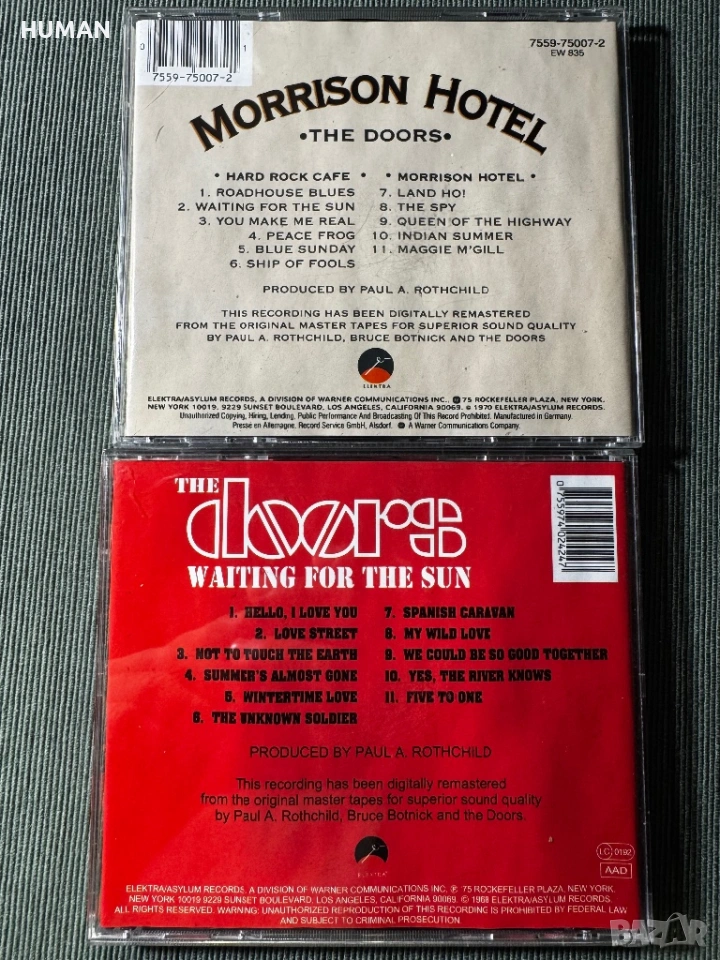 HUMAN
0 1
7559-75007-2
7559-75007-2
EW 835
MORRISON HOTEL
•THE DOORS•
• HARD ROCK CAFE
1. ROADHOUSE BLUES
2. WAITING FOR THE SUN
3. YOU MAKE ME REAL
4. PEACE FROG
5. BLUE SUNDAY
6. SHIP OF FOOLS
• MORRISON HOTEL •
7. LAND HO!
8. THE SPY
9. QUEEN OF THE HIGHWAY
10. INDIAN SUMMER
11. MAGGIE M'GILL
PRODUCED BY PAUL A. ROTHCHILD
THIS RECORDING HAS BEEN DIGITALLY REMASTERED
FROM THE ORIGINAL MASTER TAPES FOR SUPERIOR SOUND QUALITY
BY PAUL A. ROTHCHILD, BRUCE BOTNICK AND THE DOORS
ELEKTRA
ELEKTRA/ASYLUM RECORDS, A DIVISION OF WARNER COMMUNICATIONS INC., ℗ 75 ROCKEFELLER PLAZA, NEW YORK,
NEW YORK 10019. 9229 SUNSET BOULEVARD, LOS ANGELES, CALIFORNIA 90069. © 1970 ELEKTRA/ASYLUM RECORDS.
Unauthorized Copying, Hiring, Lending, Public Performance And Broadcasting Of This Record Prohibited. Manufactured in Germany.
Presse en Allemagne. Record Service GmbH, Alsdorf. A Warner Communications Company.
THE
doors
WAITING FOR THE SUN
0 755974 024247
1. HELLO, I LOVE YOU
2. LOVE STREET
3. NOT TO TOUCH THE EARTH
4. SUMMER'S ALMOST GONE
5. WINTERTIME LOVE
6. THE UNKNOWN SOLDIER
7. SPANISH CARAVAN
8. MY WILD LOVE
9. WE COULD BE SO GOOD TOGETHER
10. YES, THE RIVER KNOWS
11. FIVE TO ONE
PRODUCED BY PAUL A. ROTHCHILD
This recording has been digitally remastered
from the original master tapes for superior sound quality
by Paul A. Rothchild, Bruce Botnick and the Doors.
LC 0192
AAD
ELEKTRA/ASYLUM RECORDS, A DIVISION OF WARNER COMMUNICATIONS INC. ℗ 75 ROCKEFELLER PLAZA, NEW YORK,
NEW YORK 10019 9229 SUNSET BOULEVARD, LOS ANGELES, CALIFORNIA 90069. © 1968 ELEKTRA/ASYLUM RECORDS.
ALL RIGHTS RESERVED. WARNING: UNAUTHORIZED REPRODUCTION OF THIS RECORDING IS PROHIBITED BY FEDERAL LAW
AND SUBJECT TO CRIMINAL PROSECUTION.
BAZAR